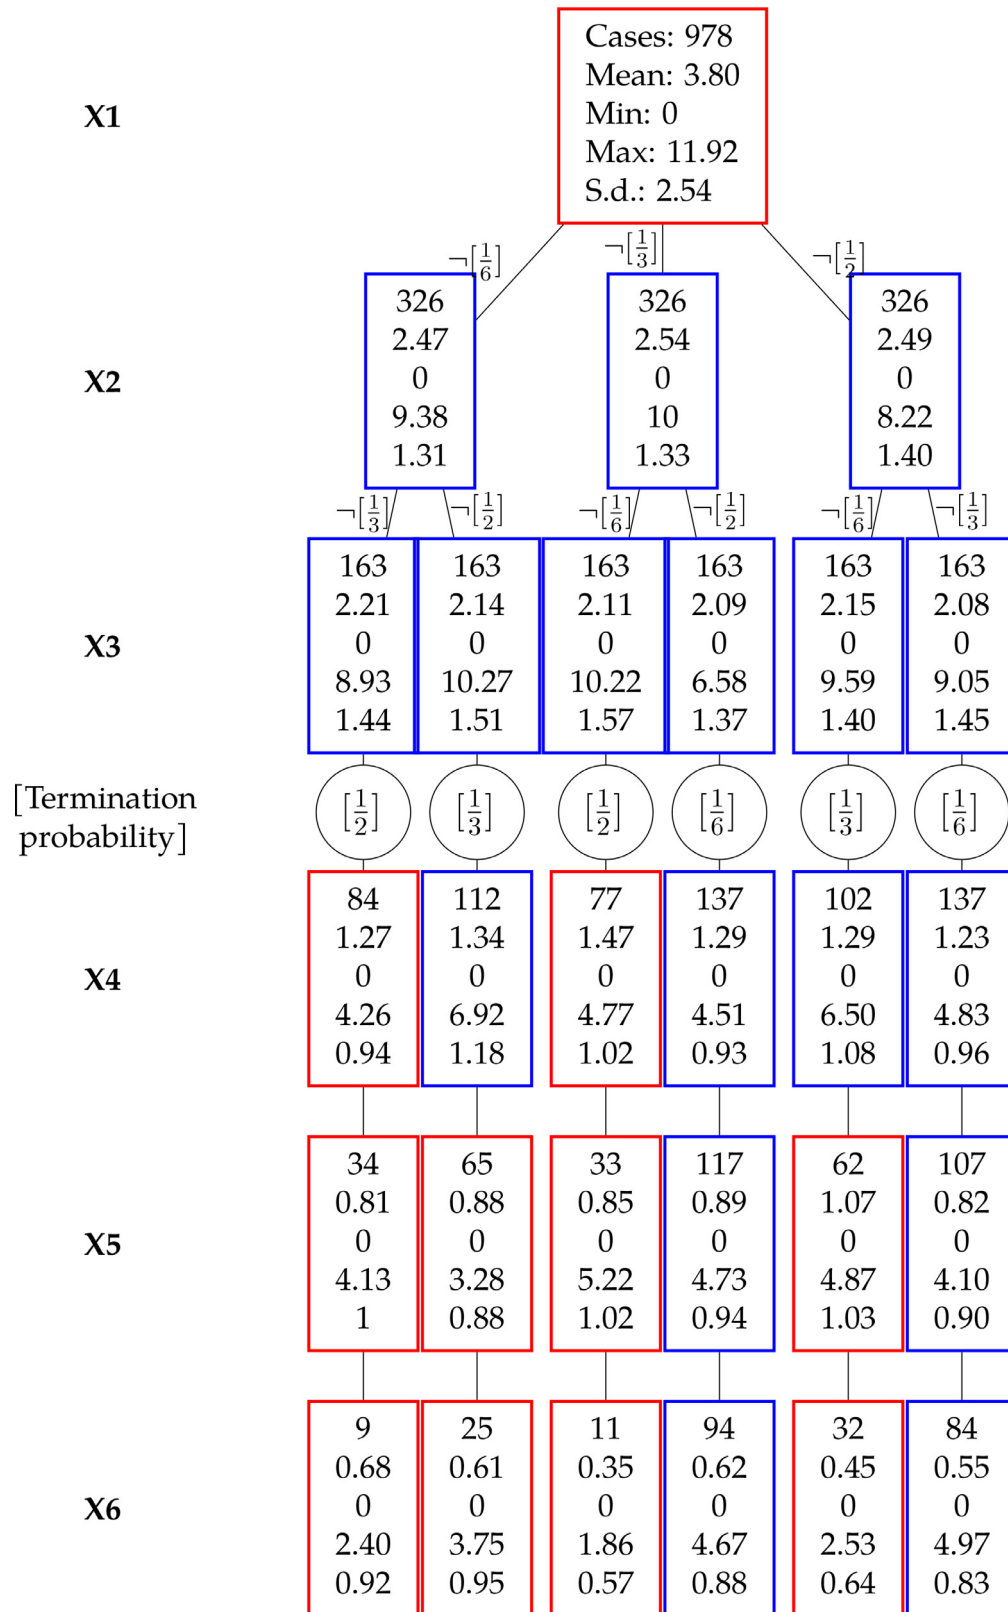 X1
Cases: 978
Mean: 3.80
Min: 0
Max: 11.92
S.d.: 2.54
¬[1/6] ¬[1/3] ¬[1/2]
X2
326 326 326
2.47 2.54 2.49
0 0 0
9.38 10 8.22
1.31 1.33 1.40
¬[1/3] ¬[1/2] ¬[1/6] ¬[1/2] ¬[1/6] ¬[1/3]
X3
163 163 163 163 163 163
2.21 2.14 2.11 2.09 2.15 2.08
0 0 0 0 0 0
8.93 10.27 10.22 6.58 9.59 9.05
1.44 1.51 1.57 1.37 1.40 1.45
[Termination
probability]
[1/2] [1/3] [1/2] [1/6] [1/3] [1/6]
X4
84 112 77 137 102 137
1.27 1.34 1.47 1.29 1.29 1.23
0 0 0 0 0 0
4.26 6.92 4.77 4.51 6.50 4.83
0.94 1.18 1.02 0.93 1.08 0.96
X5
34 65 33 117 62 107
0.81 0.88 0.85 0.89 1.07 0.82
0 0 0 0 0 0
4.13 3.28 5.22 4.73 4.87 4.10
1 0.88 1.02 0.94 1.03 0.90
X6
9 25 11 94 32 84
0.68 0.61 0.35 0.62 0.45 0.55
0 0 0 0 0 0
2.40 3.75 1.86 4.67 2.53 4.97
0.92 0.95 0.57 0.88 0.64 0.83